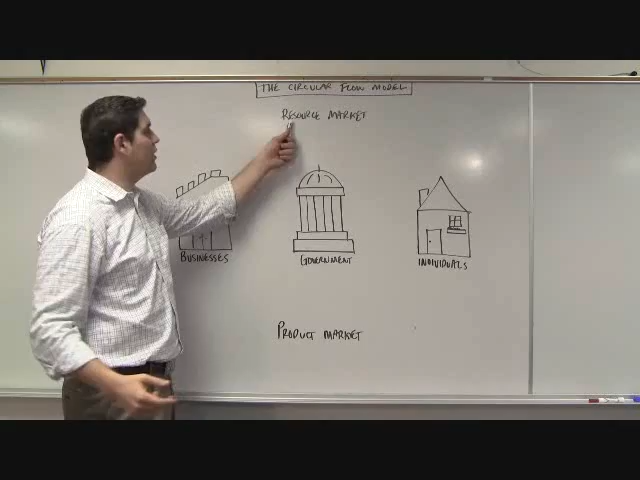 THE CIRCULAR FLOW MODEL
RESOURCE MARKET
BUSINESSES
GOVERNMENT
INDIVIDUALS
PRODUCT MARKET